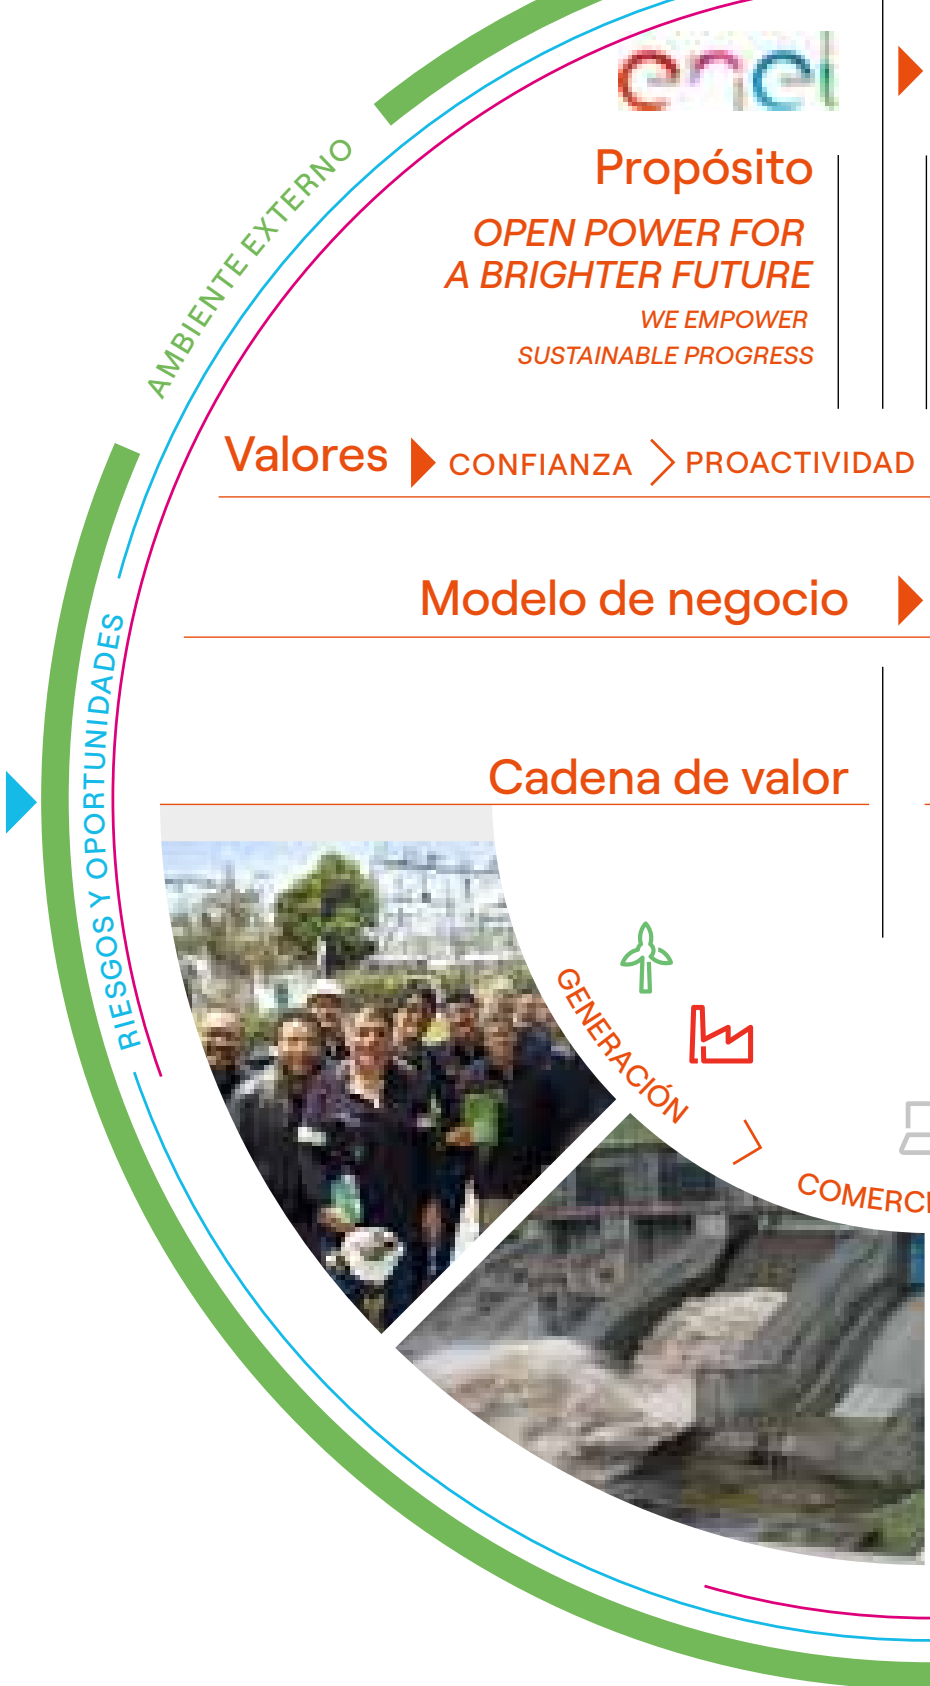 enel
Propósito
OPEN POWER FOR
A BRIGHTER FUTURE
WE EMPOWER
SUSTAINABLE PROGRESS
AMBIENTE EXTERNO
Valores CONFIANZA PROACTIVIDAD
Modelo de negocio
RIESGOS Y OPORTUNIDADES
Cadena de valor
GENERACIÓN
COMERCI